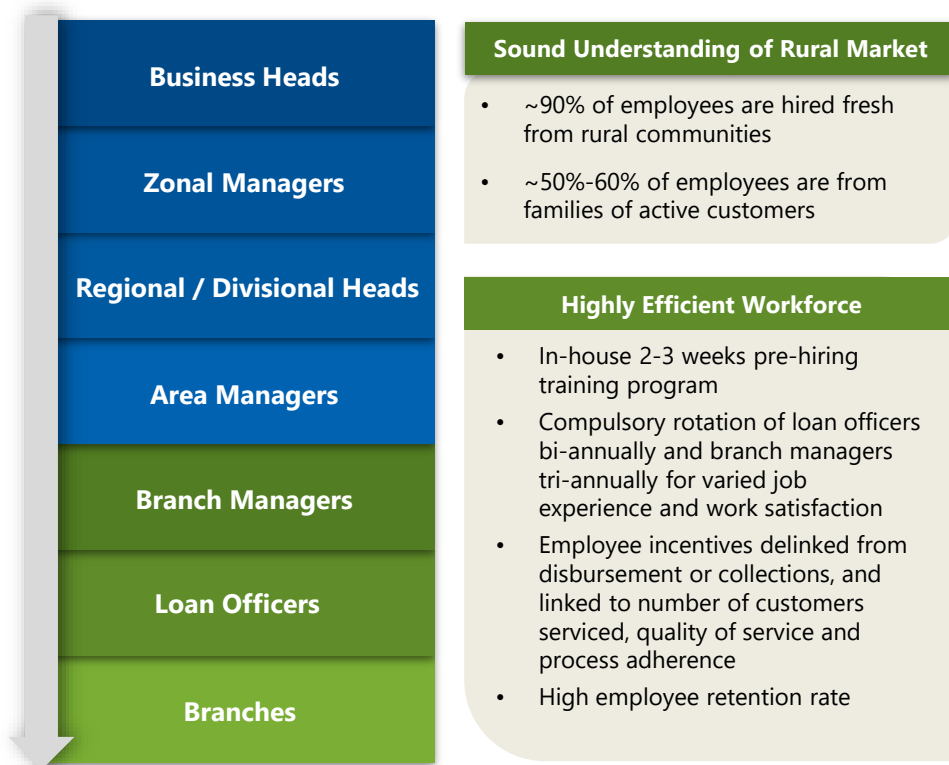 Business Heads
Zonal Managers
Regional / Divisional Heads
Area Managers
Branch Managers
Loan Officers
Branches
Sound Understanding of Rural Market
• ~90% of employees are hired fresh
from rural communities
• ~50%-60% of employees are from
families of active customers
Highly Efficient Workforce
• In-house 2-3 weeks pre-hiring
training program
• Compulsory rotation of loan officers
bi-annually and branch managers
tri-annually for varied job
experience and work satisfaction
• Employee incentives delinked from
disbursement or collections, and
linked to number of customers
serviced, quality of service and
process adherence
• High employee retention rate